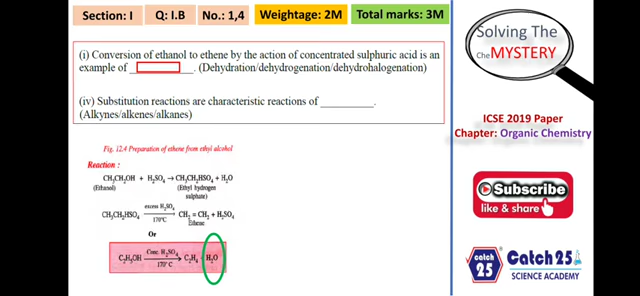 Section: I
Q: I.B
No.: 1,4
Weightage: 2M
Total marks: 3M
Solving The
Che MYSTERY
(i) Conversion of ethanol to ethene by the action of concentrated sulphuric acid is an
example of ____________. (Dehydration/dehydrogenation/dehydrohalogenation)
(iv) Substitution reactions are characteristic reactions of __________.
(Alkynes/alkenes/alkanes)
ICSE 2019 Paper
Chapter: Organic Chemistry
Fig. 12.4 Preparation of ethene from ethyl alcohol
Reaction :
CH₃CH₂OH + H₂SO₄ → CH₃CH₂HSO₄ + H₂O
(Ethanol) (Ethyl hydrogen
sulphate)
excess H₂SO₄
CH₃CH₂HSO₄ → CH₂ = CH₂ + H₂SO₄
170°C Ethene
Or
Conc. H₂SO₄
C₂H₅OH → C₂H₄ + H₂O
170°C
Subscribe
like & share
catch
25
Catch 25
SCIENCE ACADEMY